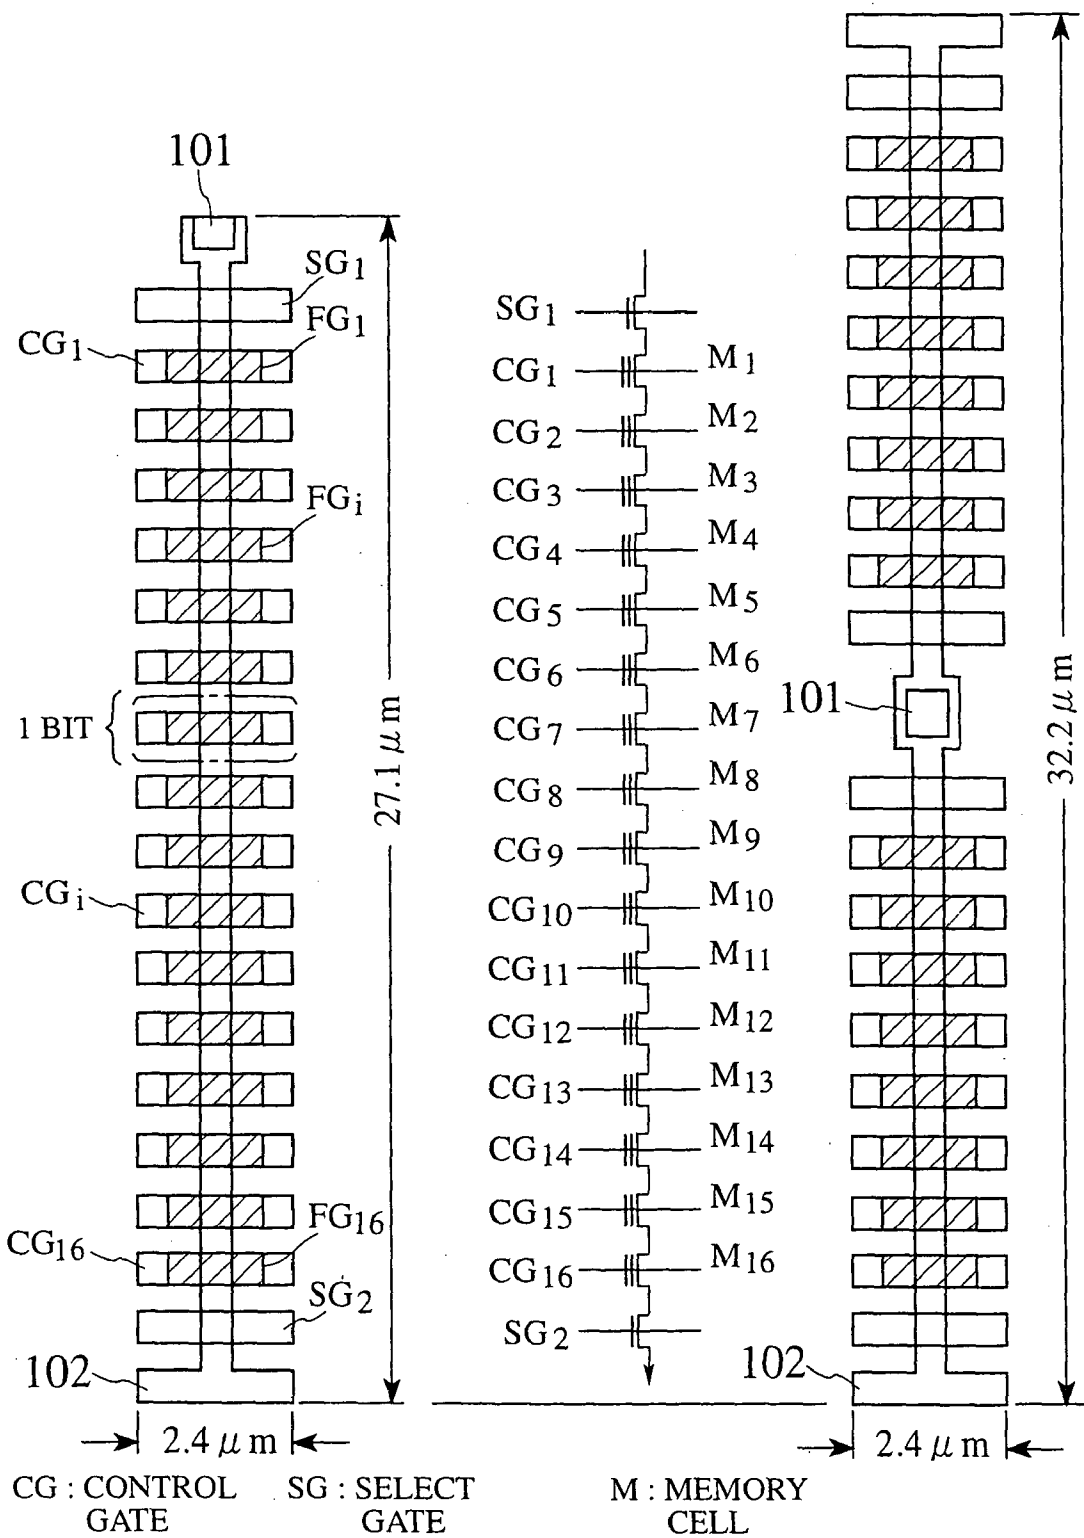 101
SG1
FG1
CG1
FGi
1 BIT
CGi
FG16
CG16
SG2
102
27.1 μm
2.4 μm
SG1
CG1 M1
CG2 M2
CG3 M3
CG4 M4
CG5 M5
CG6 M6
CG7 M7
CG8 M8
CG9 M9
CG10 M10
CG11 M11
CG12 M12
CG13 M13
CG14 M14
CG15 M15
CG16 M16
SG2
101
32.2 μm
102
2.4 μm
CG : CONTROL GATE
SG : SELECT GATE
M : MEMORY CELL